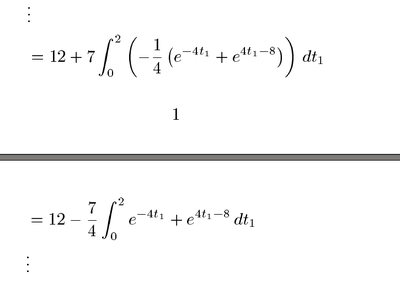 ⋮
= 12 + 7 ∫₀² (−1/4 (e^{−4t₁} + e^{4t₁−8})) dt₁
1
= 12 − 7/4 ∫₀² e^{−4t₁} + e^{4t₁−8} dt₁
⋮